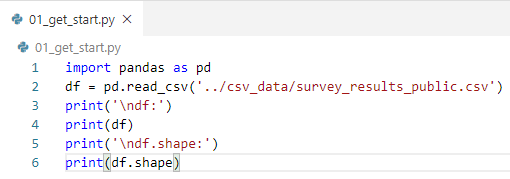 01_get_start.py ×
01_get_start.py
1 import pandas as pd
2 df = pd.read_csv('../csv_data/survey_results_public.csv')
3 print('\ndf:')
4 print(df)
5 print('\ndf.shape:')
6 print(df.shape)